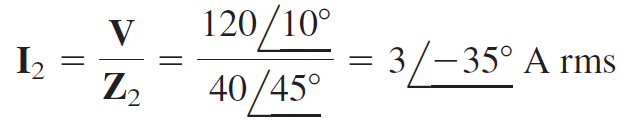 I₂ = V/Z₂ = 120/10° / 40/45° = 3/−35° A rms